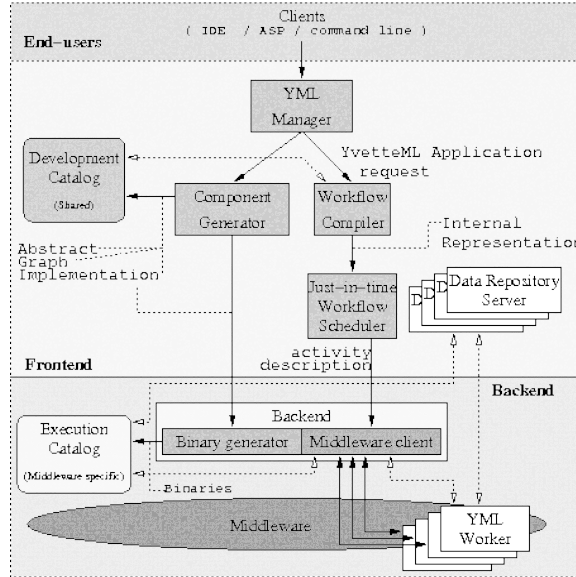 Clients
( IDE / ASP / command line )
End-users
YML
Manager
YvetteML Application
request
Development
Catalog
(Shared)
Component
Generator
Workflow
Compiler
Internal
Representation
Abstract
Graph
Implementation
Just-in-time
Workflow
Scheduler
D
D
D
Data Repository
Server
activity
description
Frontend
Backend
Backend
Execution
Catalog
(Middleware specific)
Binary generator
Middleware client
Binaries
Middleware
YML
Worker